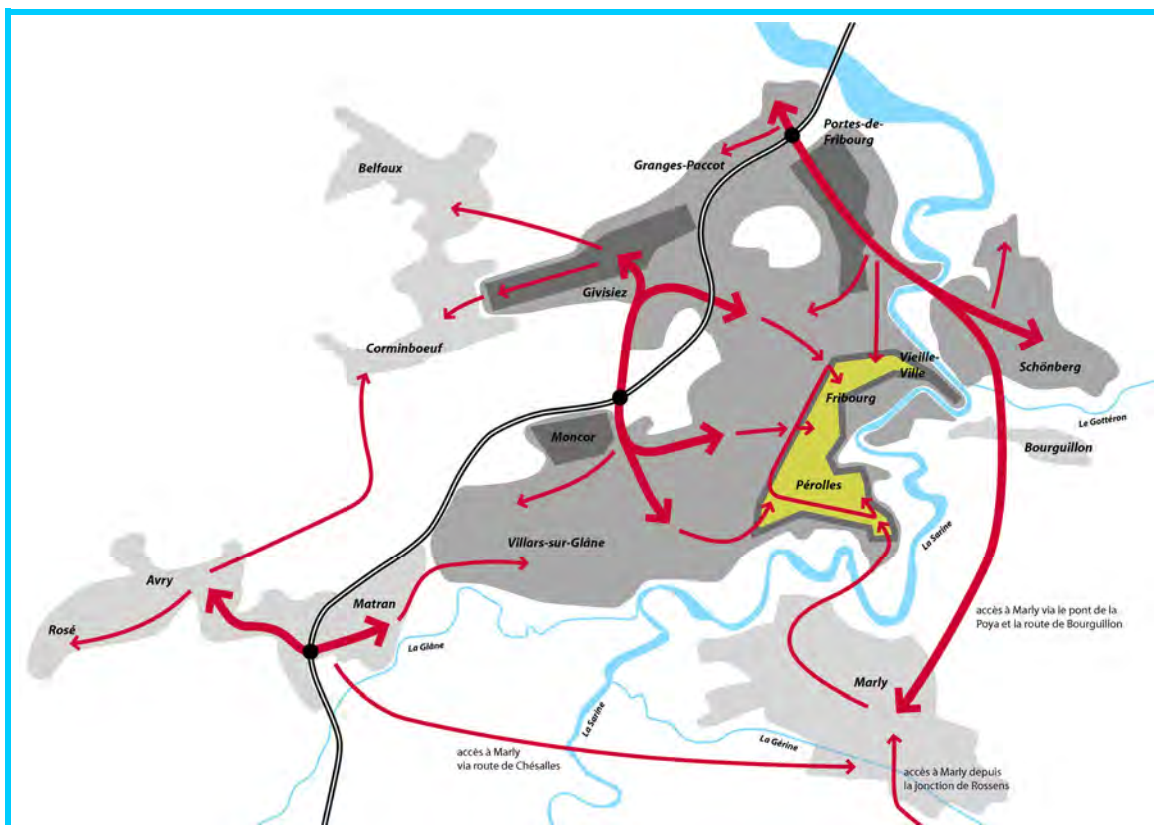 Portes-de-
Fribourg
Granges-Paccot
Belfaux
Givisiez
Corminboeuf
Vieille-
Ville
Schönberg
Fribourg
Le Gottéron
Bourguillon
Moncor
Pérolles
La Sarine
Villars-sur-Glâne
Avry
Matran
Rosé
La Glâne
accès à Marly via le pont de la
Poya et la route de Bourguillon
Marly
La Sarine
La Gérine
accès à Marly
via route de Chésalles
accès à Marly depuis
la jonction de Rossens